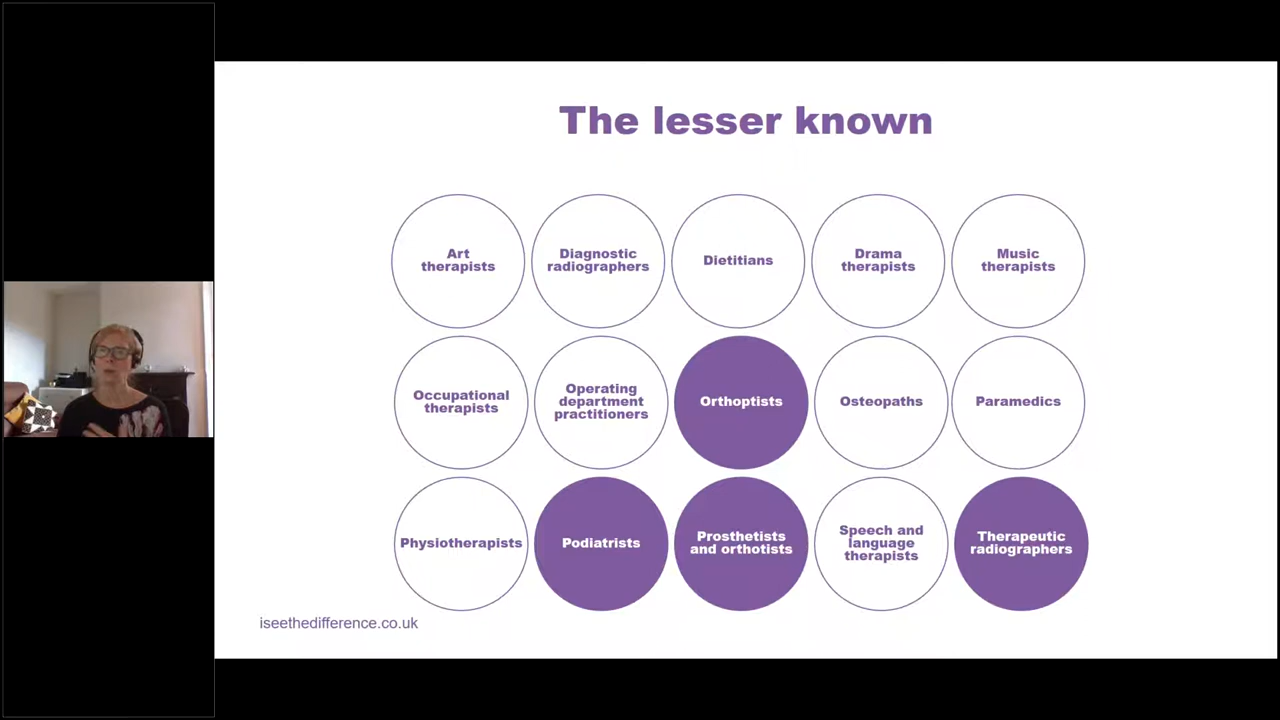 The lesser known
Art
therapists
Diagnostic
radiographers
Dietitians
Drama
therapists
Music
therapists
Occupational
therapists
Operating
department
practitioners
Orthoptists
Osteopaths
Paramedics
Physiotherapists
Podiatrists
Prosthetists
and orthotists
Speech and
language
therapists
Therapeutic
radiographers
iseethedifference.co.uk